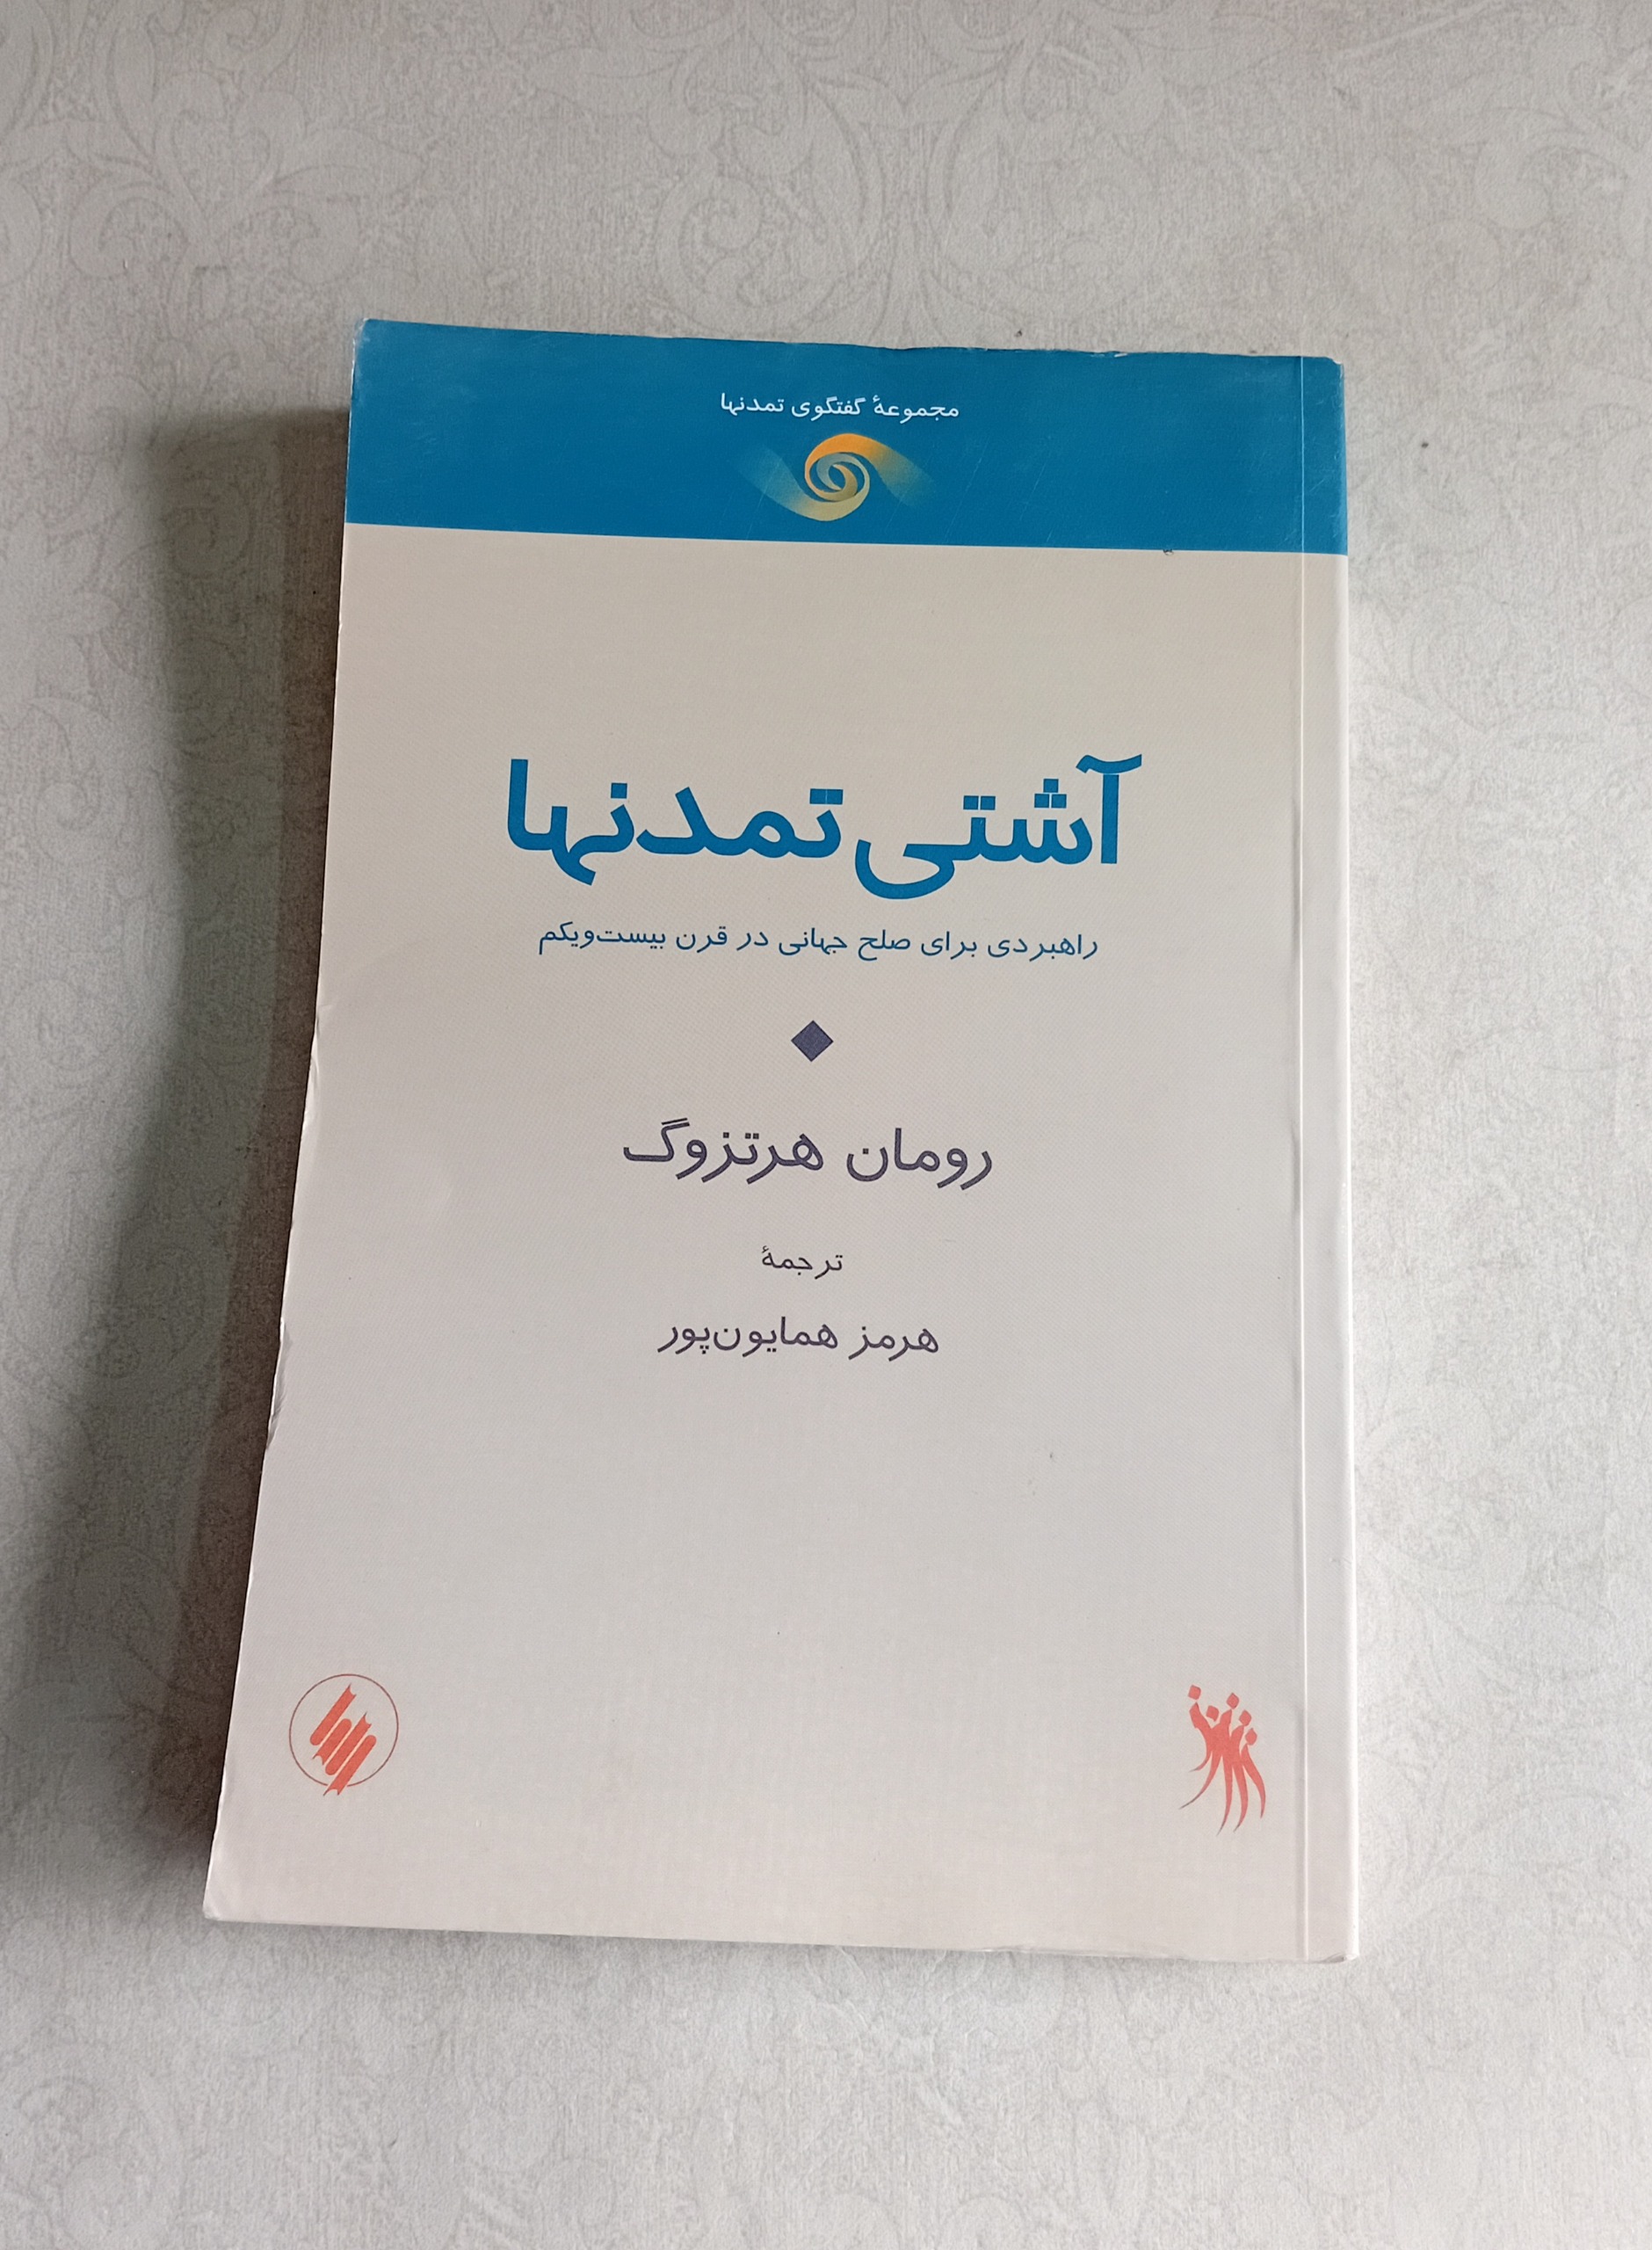 مجموعهٔ گفتگوی تمدنها
آشتی تمدنها
راهبردی برای صلح جهانی در قرن بیست‌ویکم
رومان هرتزوگ
ترجمهٔ
هرمز همایون‌پور